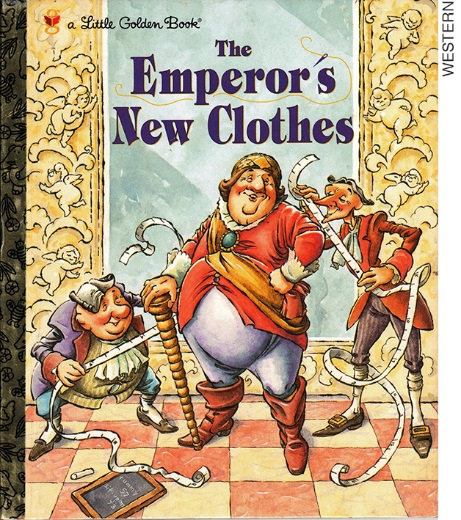 a Little Golden Book®
The
Emperor's
New Clothes
WESTERN